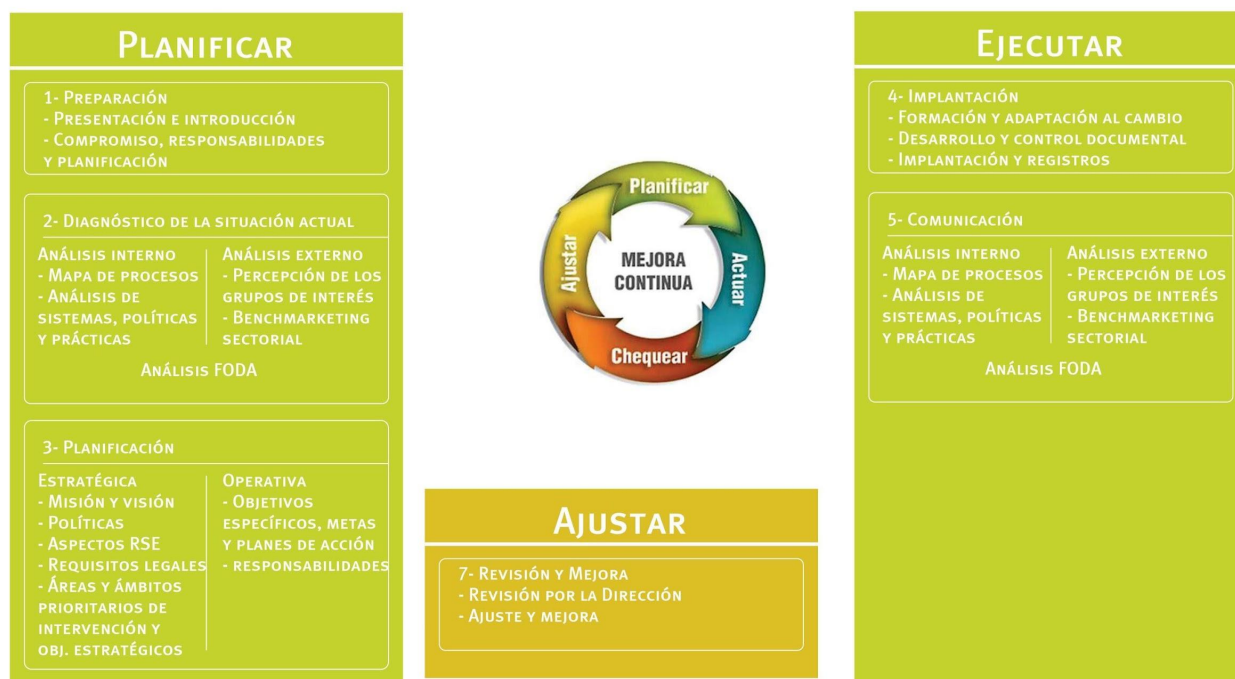 Planificar
1- Preparación
- Presentación e introducción
- Compromiso, responsabilidades
y planificación
2- Diagnóstico de la situación actual
Análisis interno
- Mapa de procesos
- Análisis de
sistemas, políticas
y prácticas
Análisis externo
- Percepción de los
grupos de interés
- Benchmarketing
sectorial
Análisis FODA
3- Planificación
Estratégica
- Misión y visión
- Políticas
- Aspectos RSE
- Requisitos legales
- Áreas y ámbitos
prioritarios de
intervención y
obj. estratégicos
Operativa
- Objetivos
específicos, metas
y planes de acción
- responsabilidades
Planificar
Actuar
Chequear
Ajustar
MEJORA
CONTINUA
Ajustar
7- Revisión y Mejora
- Revisión por la Dirección
- Ajuste y mejora
Ejecutar
4- Implantación
- Formación y adaptación al cambio
- Desarrollo y control documental
- Implantación y registros
5- Comunicación
Análisis interno
- Mapa de procesos
- Análisis de
sistemas, políticas
y prácticas
Análisis externo
- Percepción de los
grupos de interés
- Benchmarketing
sectorial
Análisis FODA